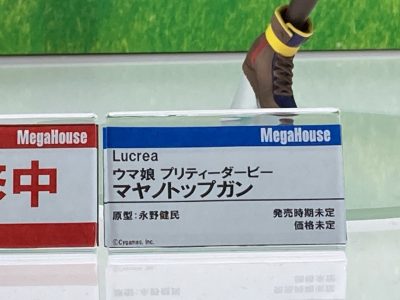 MegaHouse
中
MegaHouse
Lucrea
ウマ娘 プリティーダービー
マヤノトップガン
原型:永野健民
発売時期未定
価格未定
©Cygames, Inc.